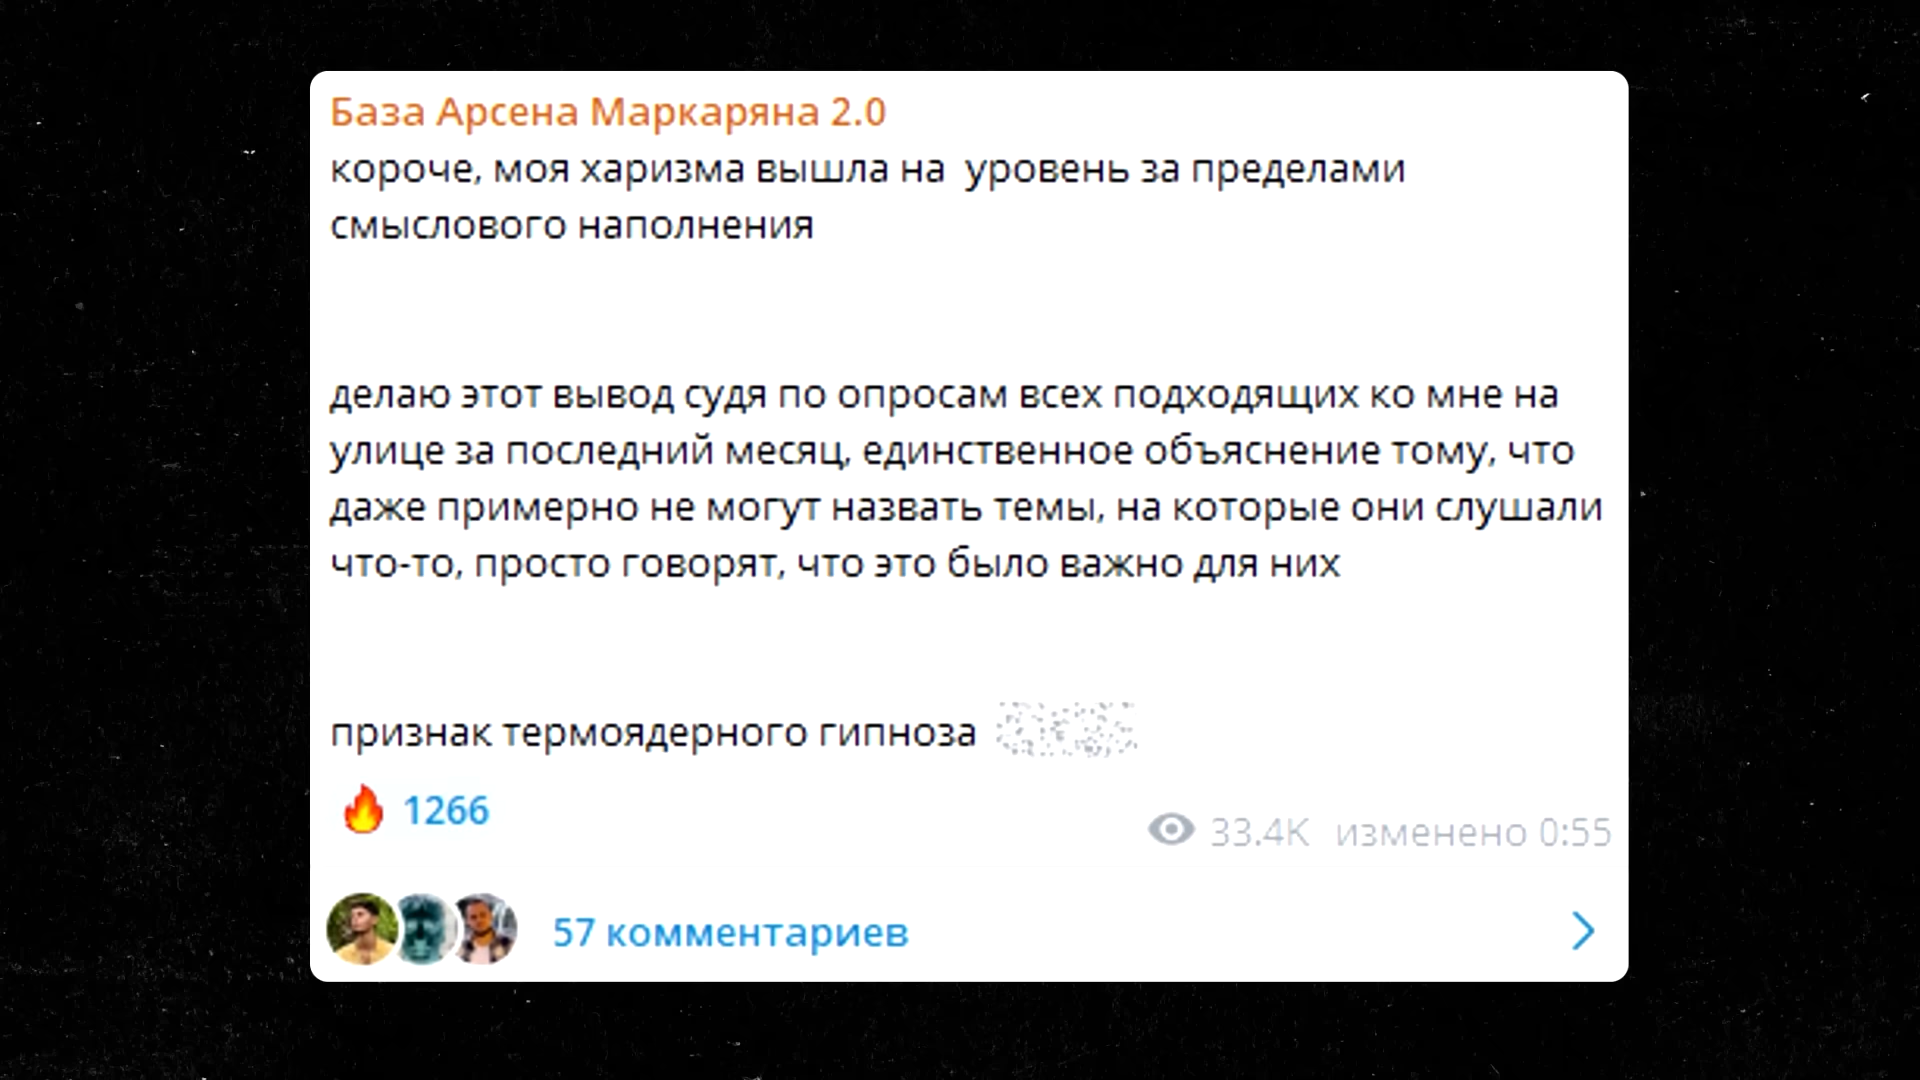 База Арсена Маркаряна 2.0
короче, моя харизма вышла на уровень за пределами
смыслового наполнения
делаю этот вывод судя по опросам всех подходящих ко мне на
улице за последний месяц, единственное объяснение тому, что
даже примерно не могут назвать темы, на которые они слушали
что-то, просто говорят, что это было важно для них
признак термоядерного гипноза
1266
33.4K изменено 0:55
57 комментариев